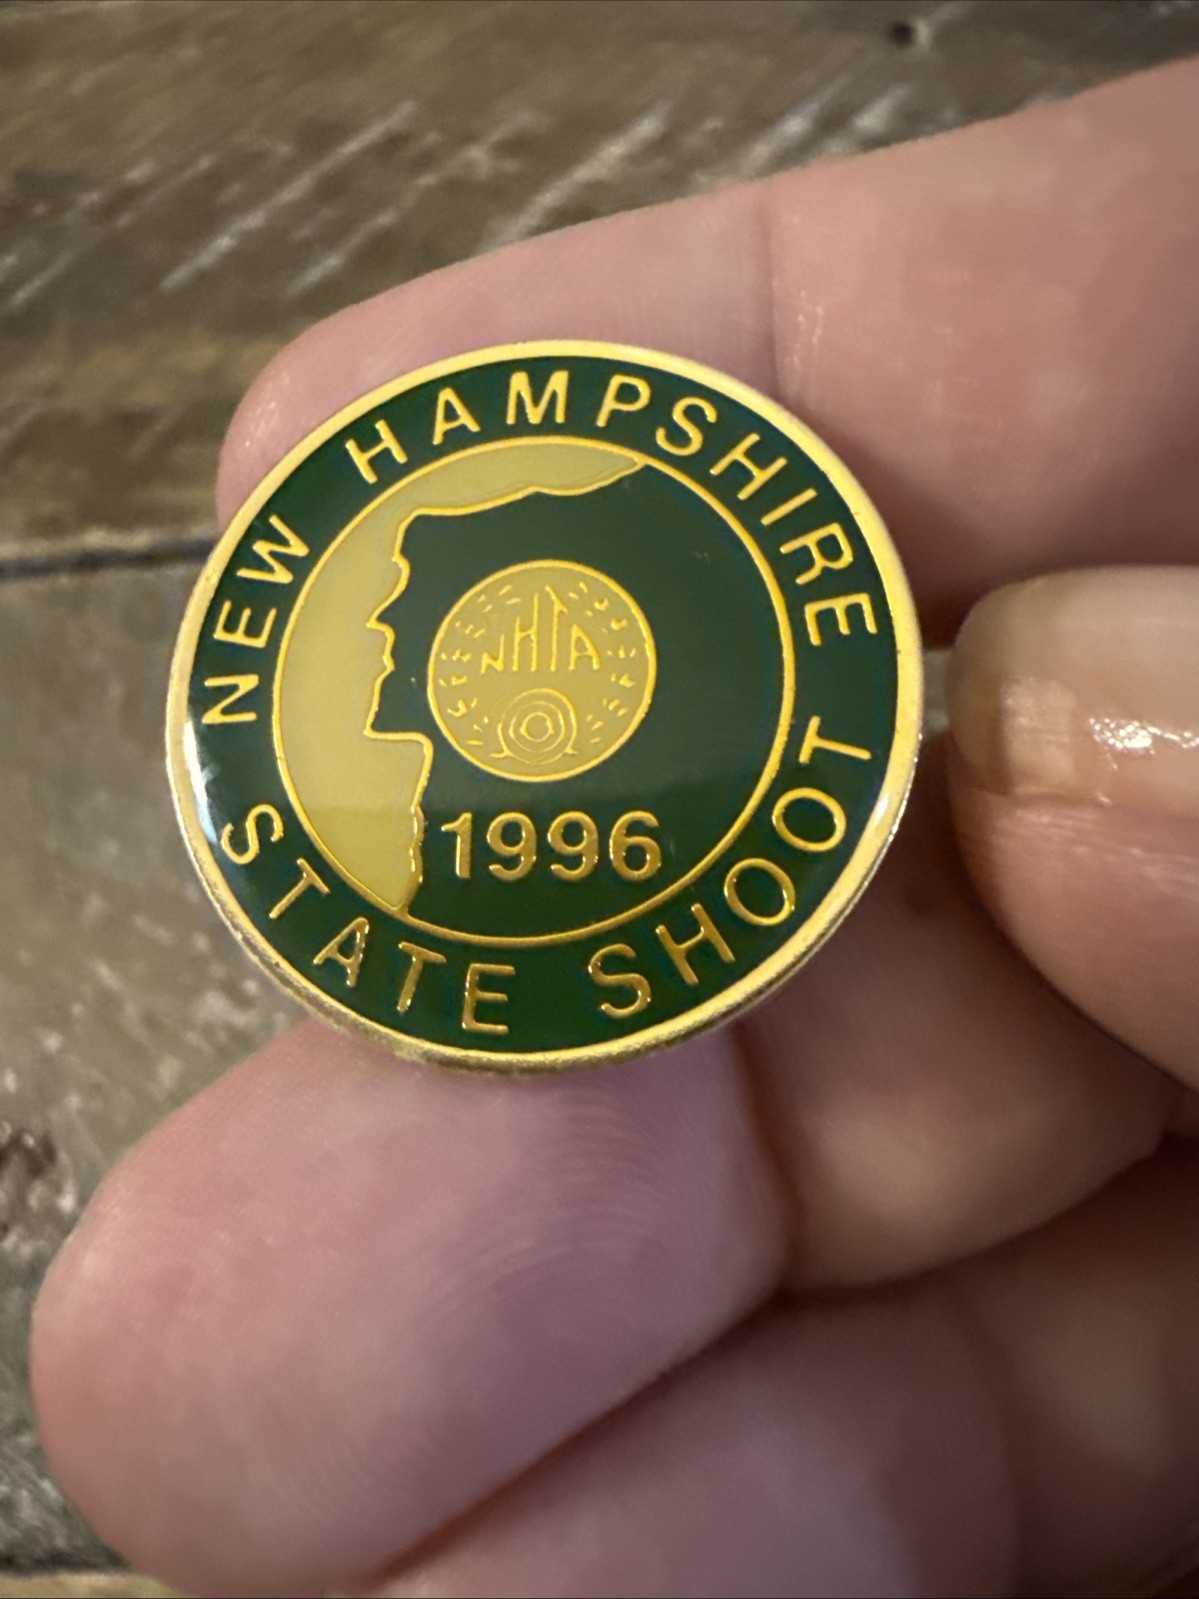 NEW HAMPSHIRE
NHTA
1996
STATE SHOOT